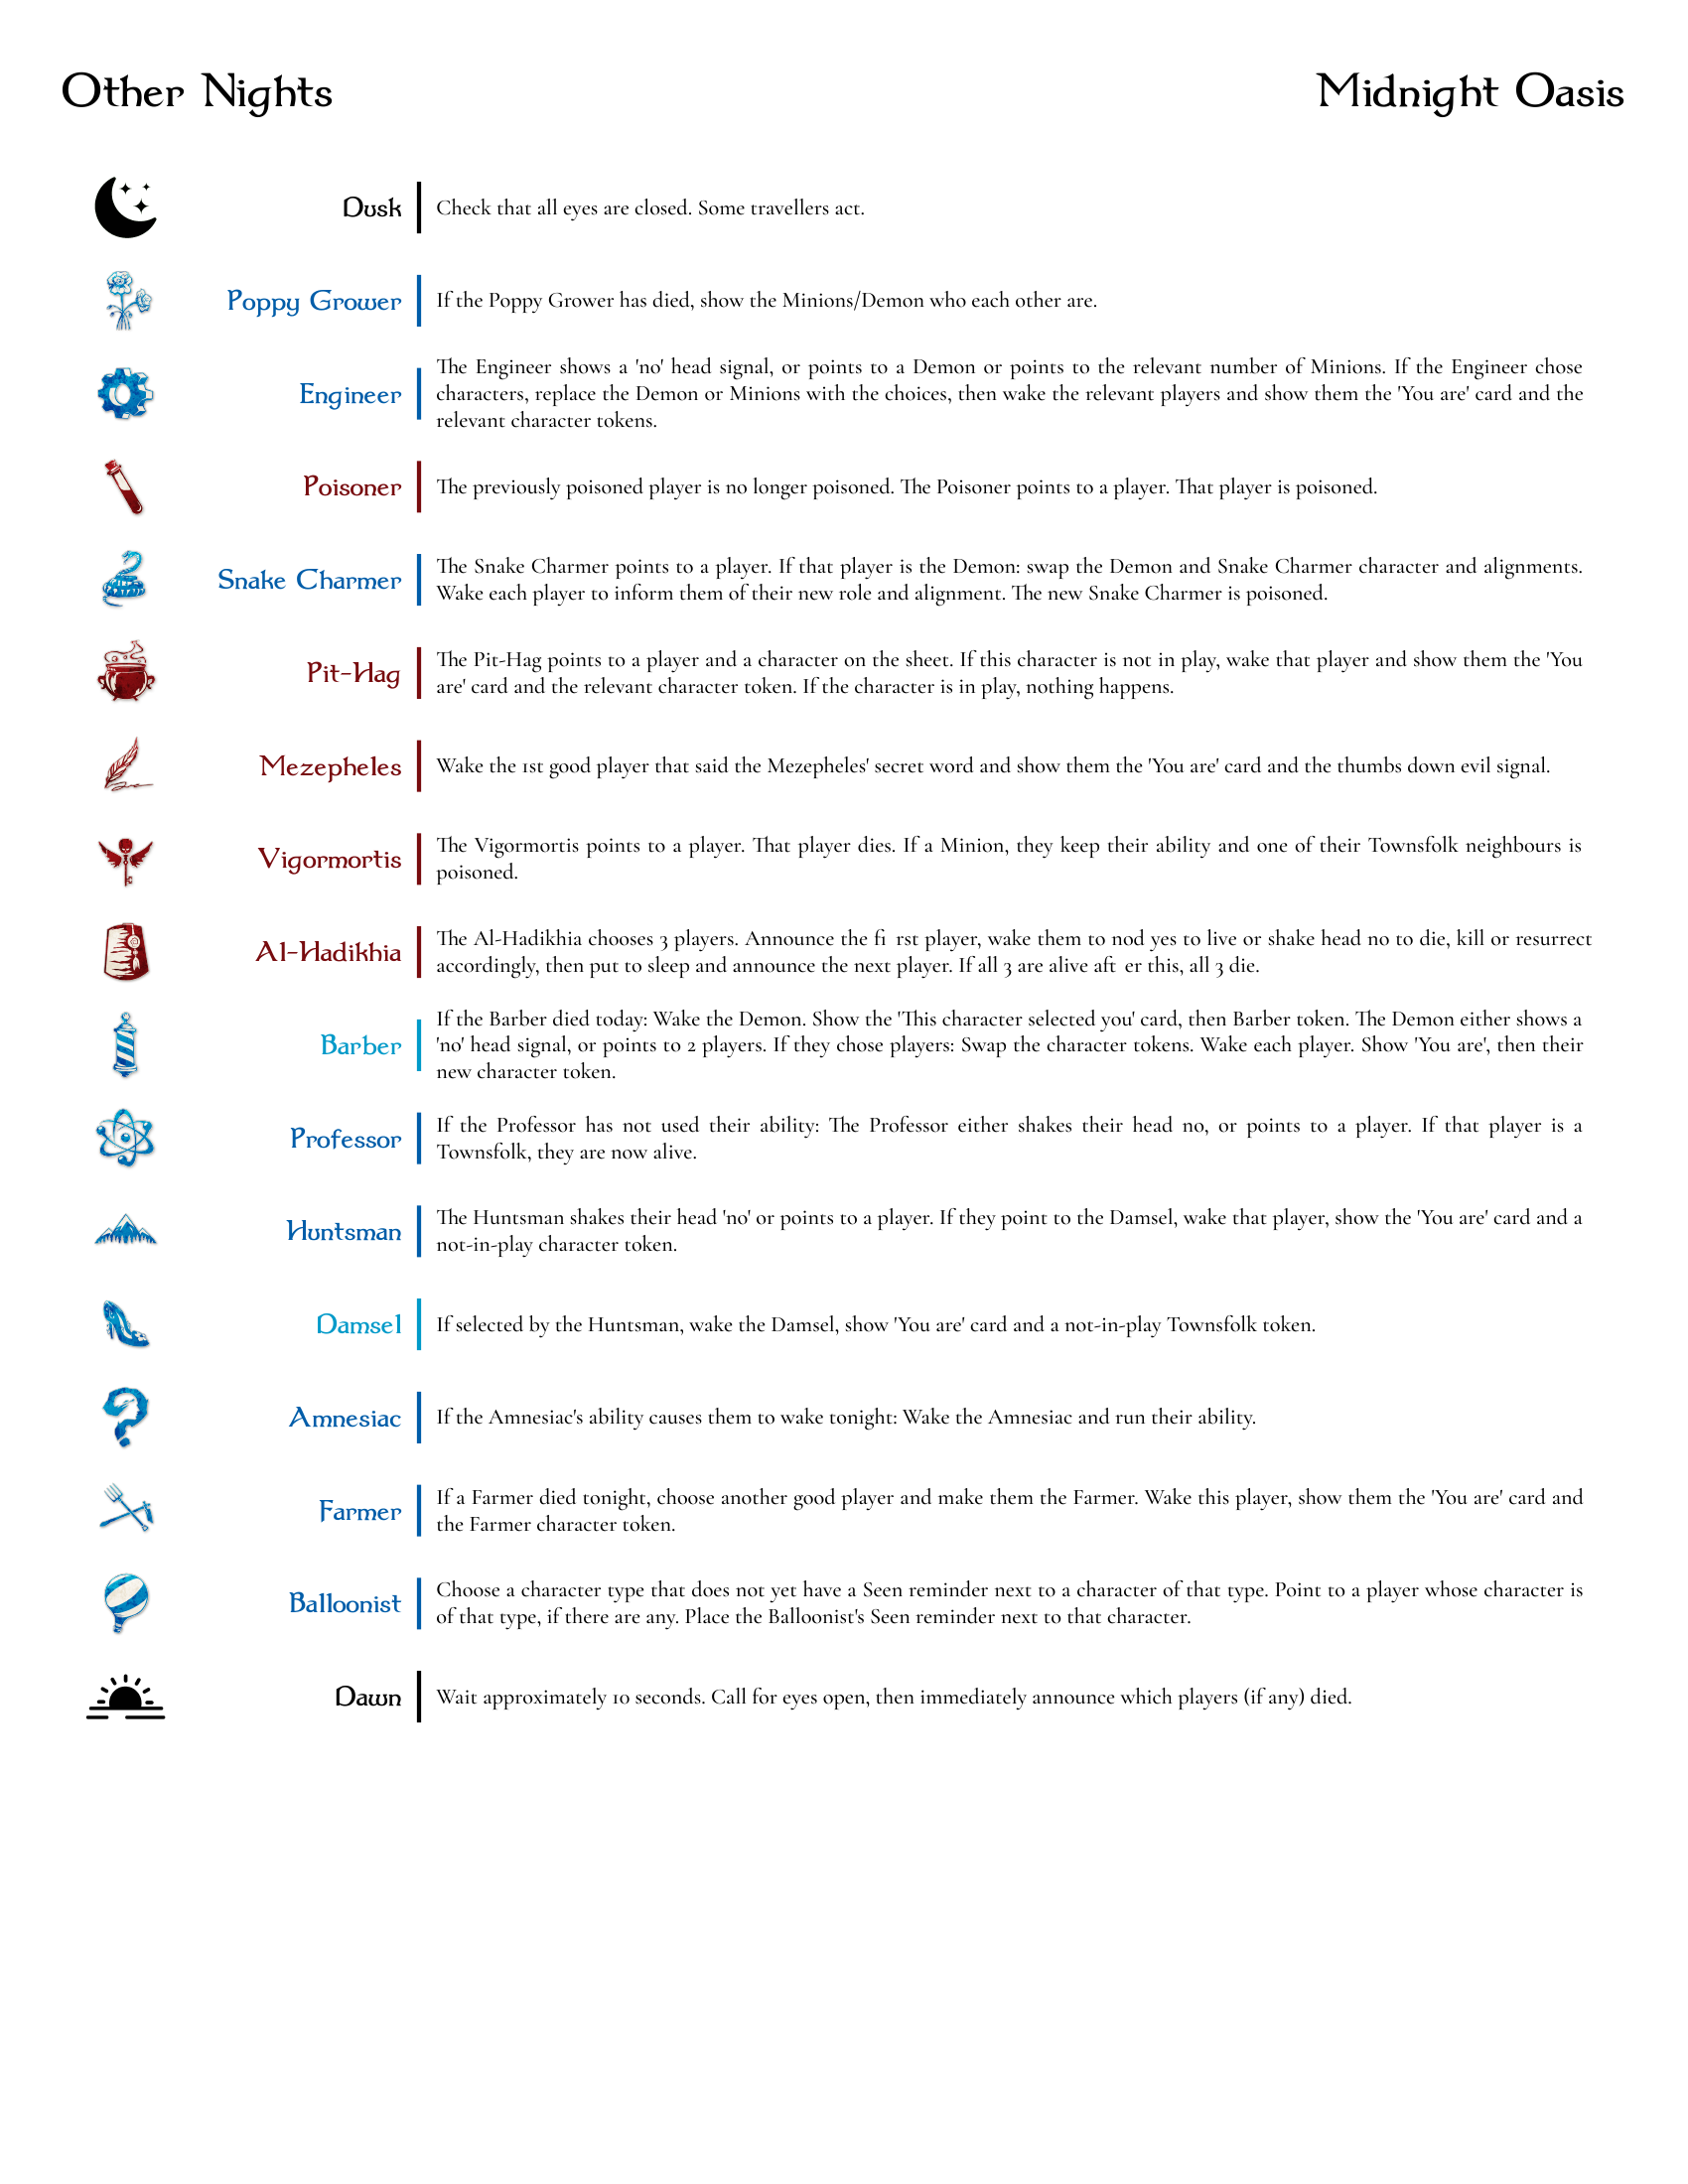 Other Nights
Midnight Oasis
Dusk
Check that all eyes are closed. Some travellers act.
Poppy Grower
If the Poppy Grower has died, show the Minions/Demon who each other are.
Engineer
The Engineer shows a 'no' head signal, or points to a Demon or points to the relevant number of Minions. If the Engineer chose
characters, replace the Demon or Minions with the choices, then wake the relevant players and show them the 'You are' card and the
relevant character tokens.
Poisoner
The previously poisoned player is no longer poisoned. The Poisoner points to a player. That player is poisoned.
Snake Charmer
The Snake Charmer points to a player. If that player is the Demon: swap the Demon and Snake Charmer character and alignments.
Wake each player to inform them of their new role and alignment. The new Snake Charmer is poisoned.
Pit-Hag
The Pit-Hag points to a player and a character on the sheet. If this character is not in play, wake that player and show them the 'You
are' card and the relevant character token. If the character is in play, nothing happens.
Mezepheles
Wake the 1st good player that said the Mezepheles' secret word and show them the 'You are' card and the thumbs down evil signal.
Vigormortis
The Vigormortis points to a player. That player dies. If a Minion, they keep their ability and one of their Townsfolk neighbours is
poisoned.
Al-Hadikhia
The Al-Hadikhia chooses 3 players. Announce the fi rst player, wake them to nod yes to live or shake head no to die, kill or resurrect
accordingly, then put to sleep and announce the next player. If all 3 are alive aft er this, all 3 die.
Barber
If the Barber died today: Wake the Demon. Show the 'This character selected you' card, then Barber token. The Demon either shows a
'no' head signal, or points to 2 players. If they chose players: Swap the character tokens. Wake each player. Show 'You are', then their
new character token.
Professor
If the Professor has not used their ability: The Professor either shakes their head no, or points to a player. If that player is a
Townsfolk, they are now alive.
Huntsman
The Huntsman shakes their head 'no' or points to a player. If they point to the Damsel, wake that player, show the 'You are' card and a
not-in-play character token.
Damsel
If selected by the Huntsman, wake the Damsel, show 'You are' card and a not-in-play Townsfolk token.
Amnesiac
If the Amnesiac's ability causes them to wake tonight: Wake the Amnesiac and run their ability.
Farmer
If a Farmer died tonight, choose another good player and make them the Farmer. Wake this player, show them the 'You are' card and
the Farmer character token.
Balloonist
Choose a character type that does not yet have a Seen reminder next to a character of that type. Point to a player whose character is
of that type, if there are any. Place the Balloonist's Seen reminder next to that character.
Dawn
Wait approximately 10 seconds. Call for eyes open, then immediately announce which players (if any) died.